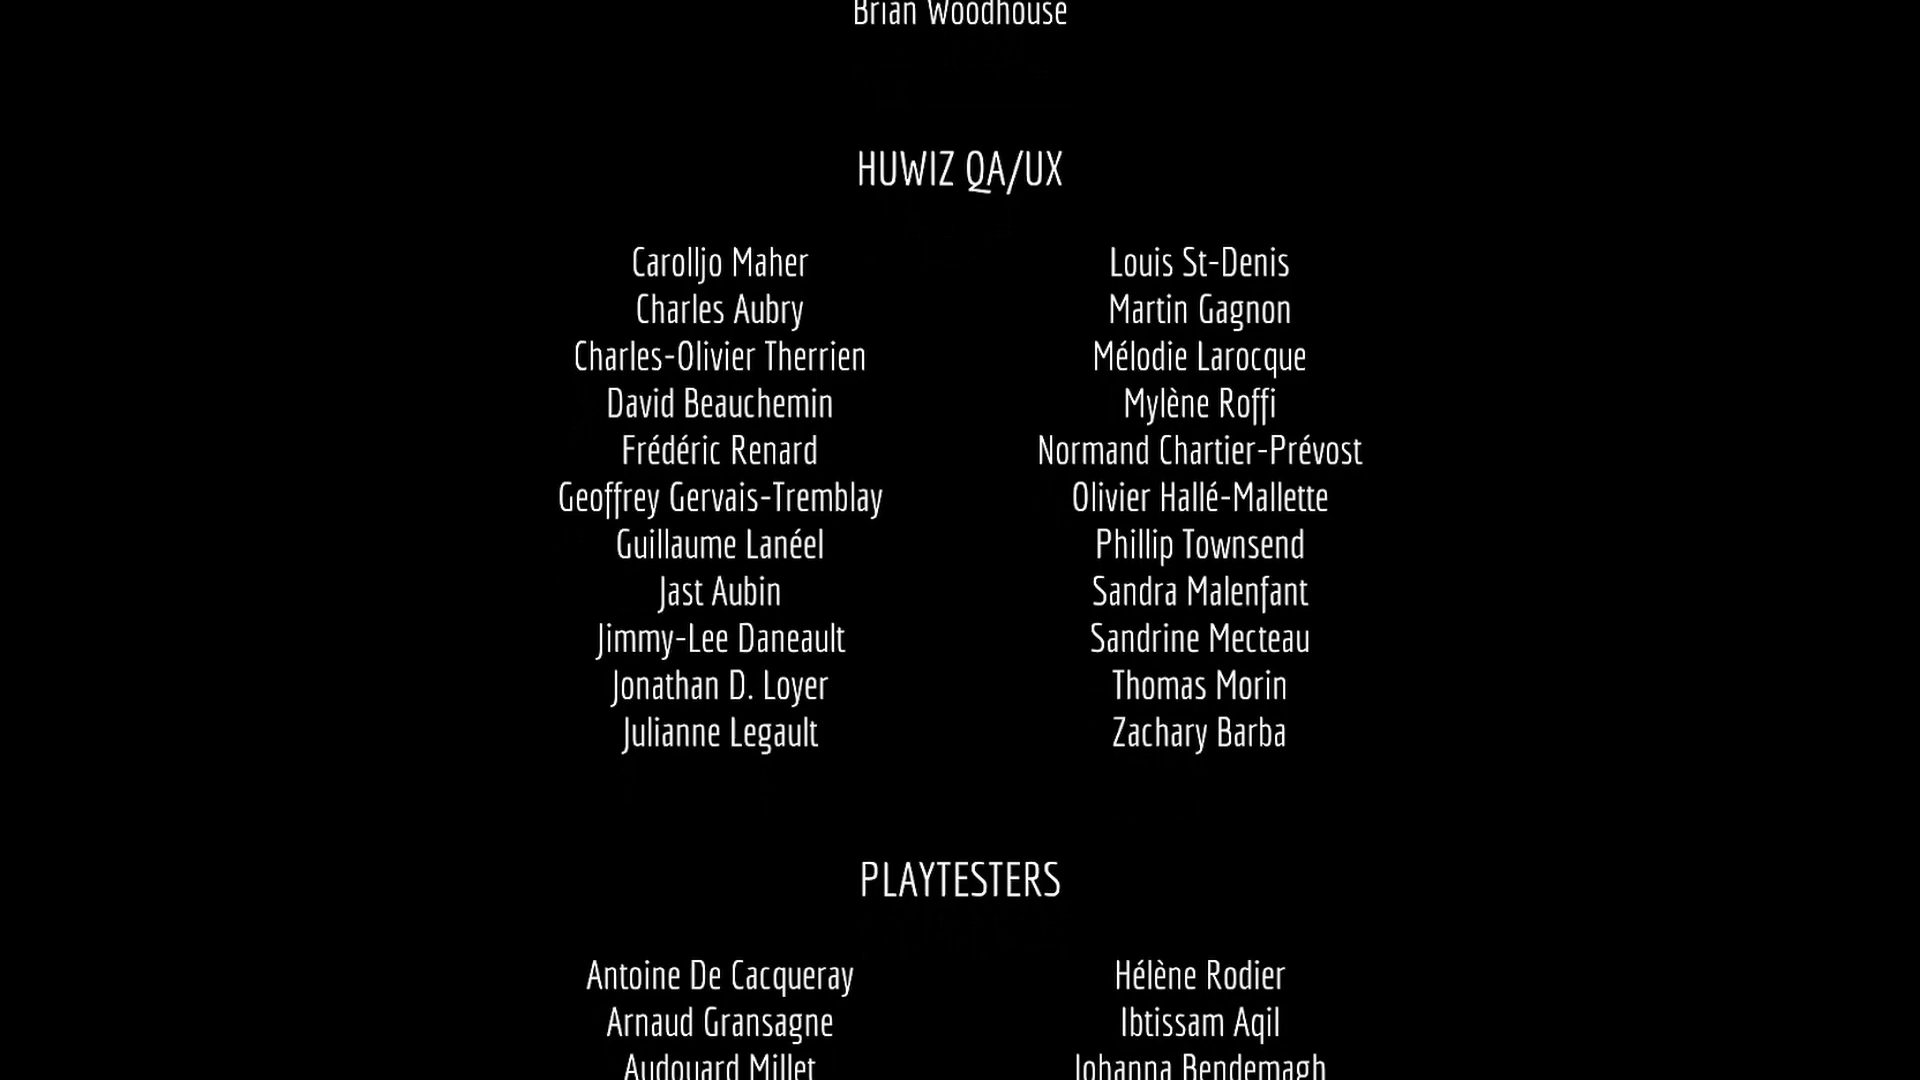 Brian Woodhouse
HUWIZ QA/UX
Carolljo Maher
Charles Aubry
Charles-Olivier Therrien
David Beauchemin
Frédéric Renard
Geoffrey Gervais-Tremblay
Guillaume Lanéel
Jast Aubin
Jimmy-Lee Daneault
Jonathan D. Loyer
Julianne Legault
Louis St-Denis
Martin Gagnon
Mélodie Larocque
Mylène Roffi
Normand Chartier-Prévost
Olivier Hallé-Mallette
Phillip Townsend
Sandra Malenfant
Sandrine Mecteau
Thomas Morin
Zachary Barba
PLAYTESTERS
Antoine De Cacqueray
Arnaud Gransagne
Audouard Millet
Hélène Rodier
Ibtissam Aqil
Johanna Bendemagh